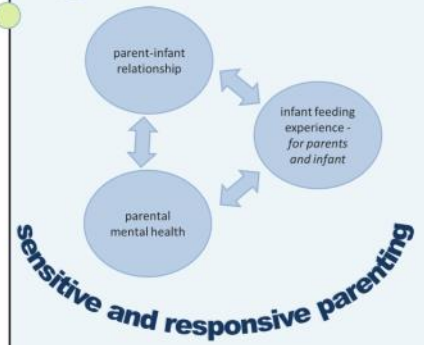 parent-infant
relationship
infant feeding
experience -
for parents
and infant
parental
mental health
sensitive and responsive parenting